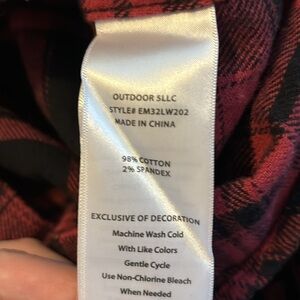 OUTDOOR SLLC
STYLE# EM32LW202
MADE IN CHINA
98% COTTON
2% SPANDEX
EXCLUSIVE OF DECORATION
Machine Wash Cold
With Like Colors
Gentle Cycle
Use Non-Chlorine Bleach
When Needed